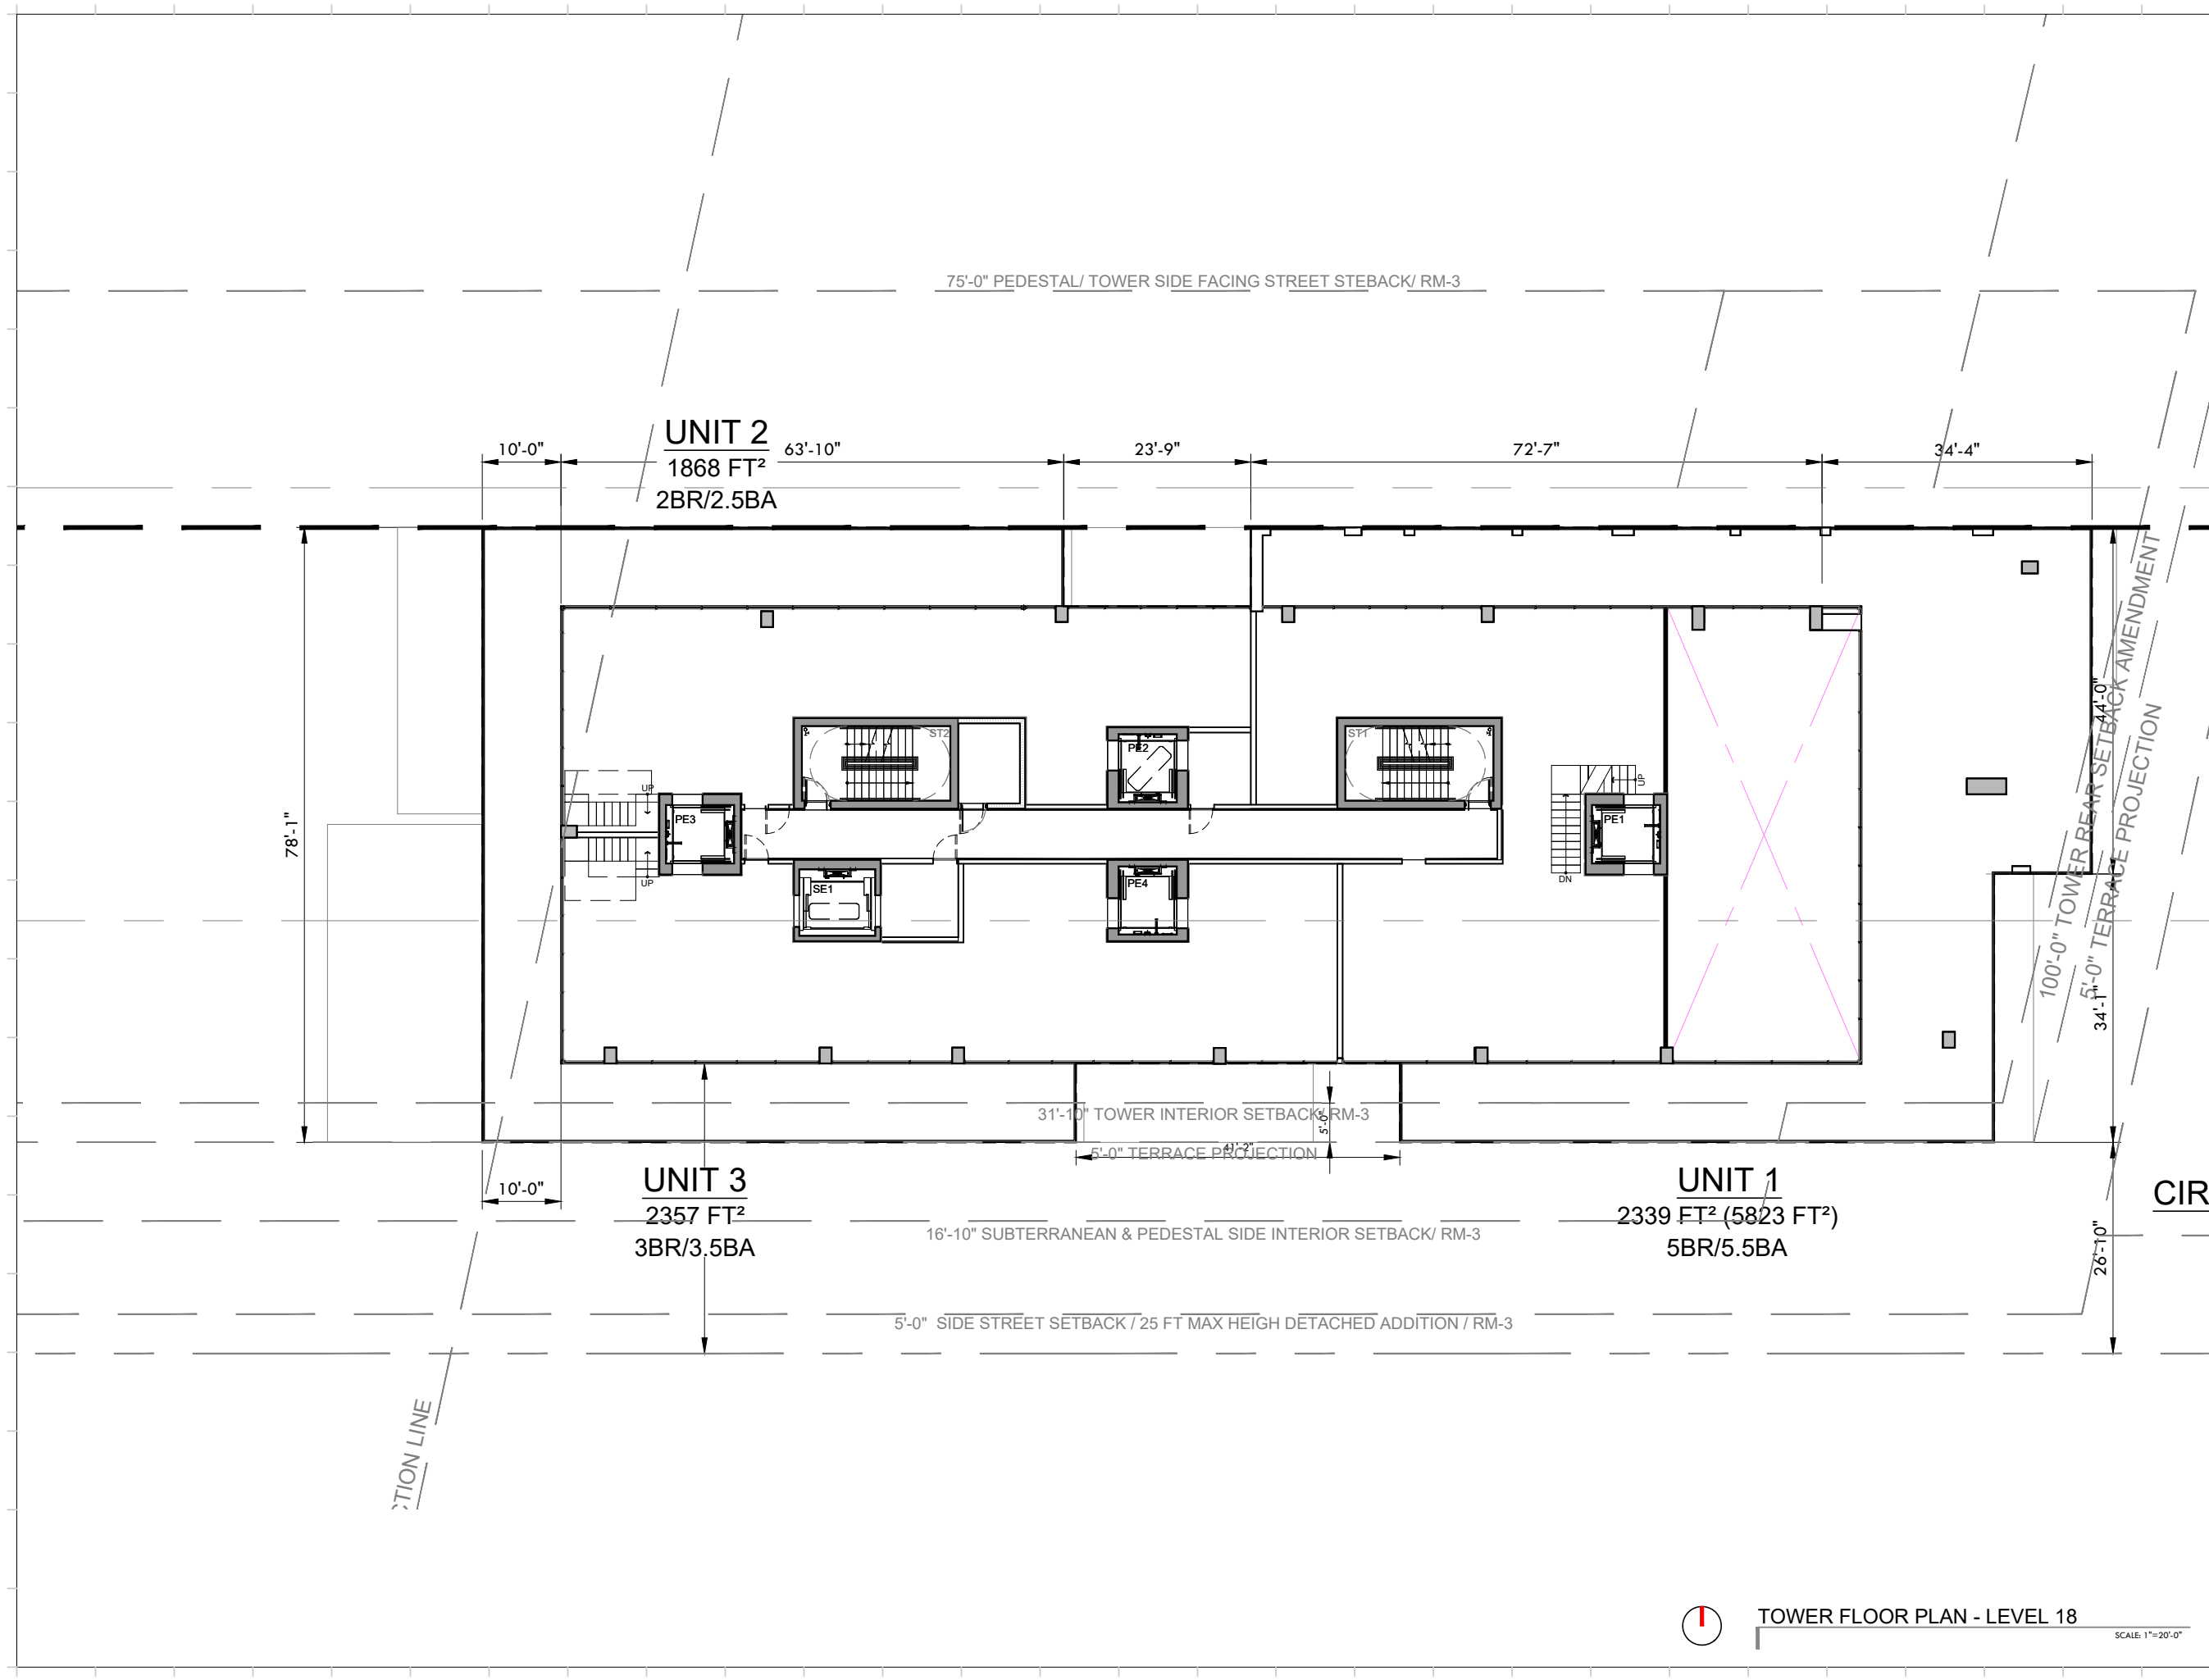 75'-0" PEDESTAL/ TOWER SIDE FACING STREET STEBACK/ RM-3
UNIT 2
1868 FT²
2BR/2.5BA
10'-0"
63'-10"
23'-9"
72'-7"
34'-4"
100'-0" TOWER REAR SETBACK AMENDMENT
5'-0" TERRACE PROJECTION
44'-0"
34'-1"
78'-1"
ST2
PE2
ST1
UP
UP
PE3
PE1
UP
DN
SE1
PE4
31'-10" TOWER INTERIOR SETBACK/ RM-3
5'-0"
41'-2"
5'-0" TERRACE PROJECTION
10'-0"
UNIT 3
2357 FT²
3BR/3.5BA
UNIT 1
2339 FT² (5823 FT²)
5BR/5.5BA
CIR
16'-10" SUBTERRANEAN & PEDESTAL SIDE INTERIOR SETBACK/ RM-3
26'-10"
5'-0" SIDE STREET SETBACK / 25 FT MAX HEIGH DETACHED ADDITION / RM-3
CTION LINE
TOWER FLOOR PLAN - LEVEL 18
SCALE: 1"=20'-0"